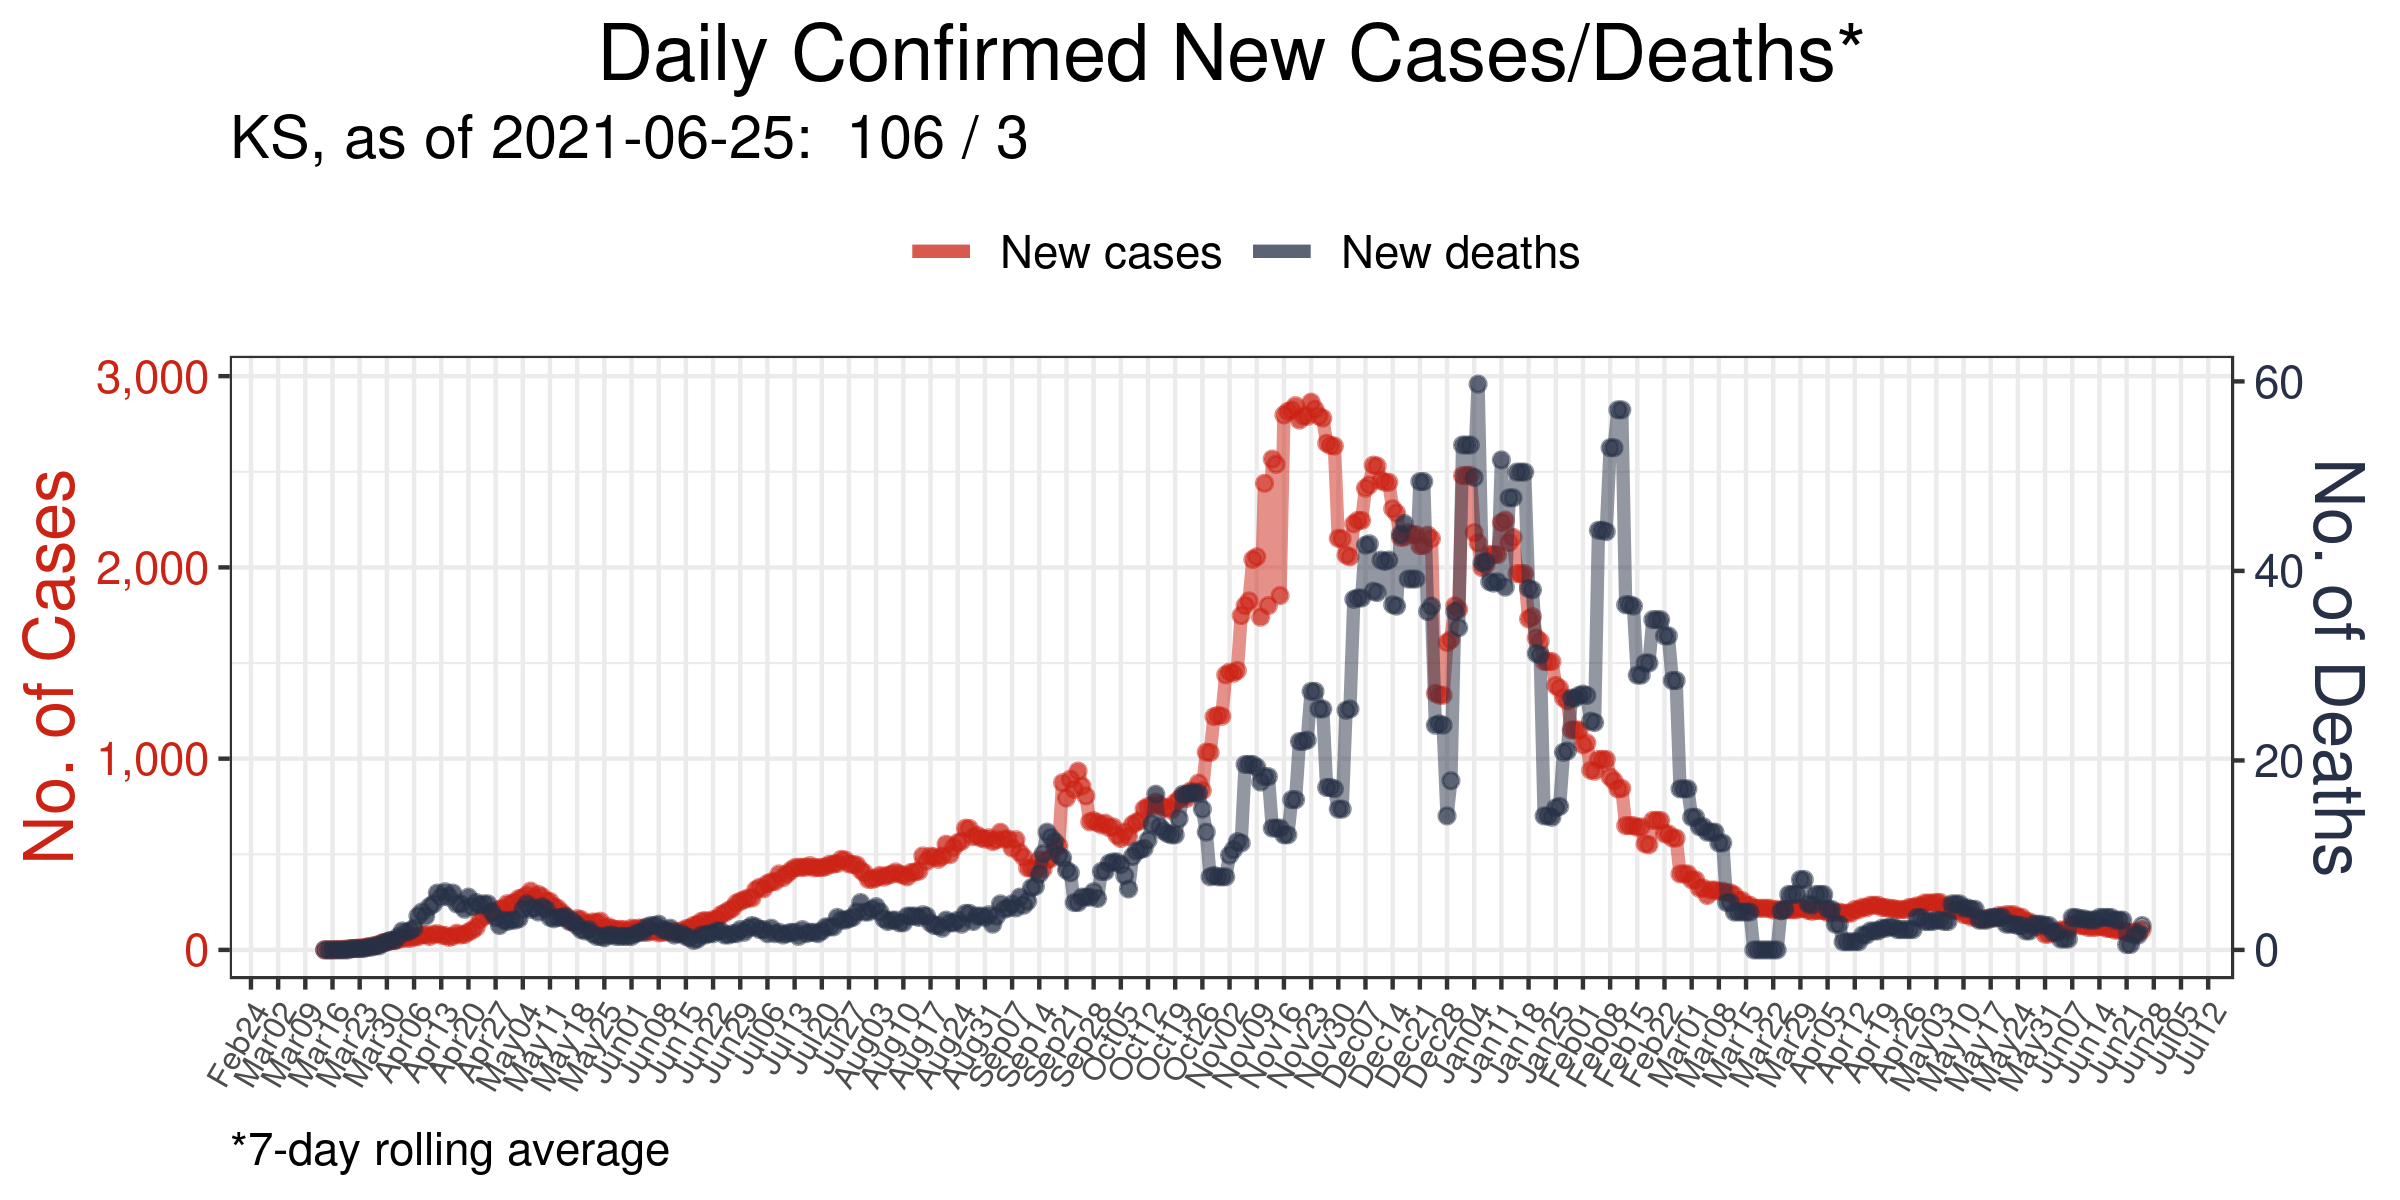 Daily Confirmed New Cases/Deaths*
KS, as of 2021-06-25:  106 / 3
New cases
New deaths
No. of Cases
3,000
2,000
1,000
0
60
40
20
0
No. of Deaths
Feb24
Mar02
Mar09
Mar16
Mar23
Mar30
Apr06
Apr13
Apr20
Apr27
May04
May11
May18
May25
Jun01
Jun08
Jun15
Jun22
Jun29
Jul06
Jul13
Jul20
Jul27
Aug03
Aug10
Aug17
Aug24
Aug31
Sep07
Sep14
Sep21
Sep28
Oct05
Oct12
Oct19
Oct26
Nov02
Nov09
Nov16
Nov23
Nov30
Dec07
Dec14
Dec21
Dec28
Jan04
Jan11
Jan18
Jan25
Feb01
Feb08
Feb15
Feb22
Mar01
Mar08
Mar15
Mar22
Mar29
Apr05
Apr12
Apr19
Apr26
May03
May10
May17
May24
May31
Jun07
Jun14
Jun21
Jun28
Jul05
Jul12
*7-day rolling average